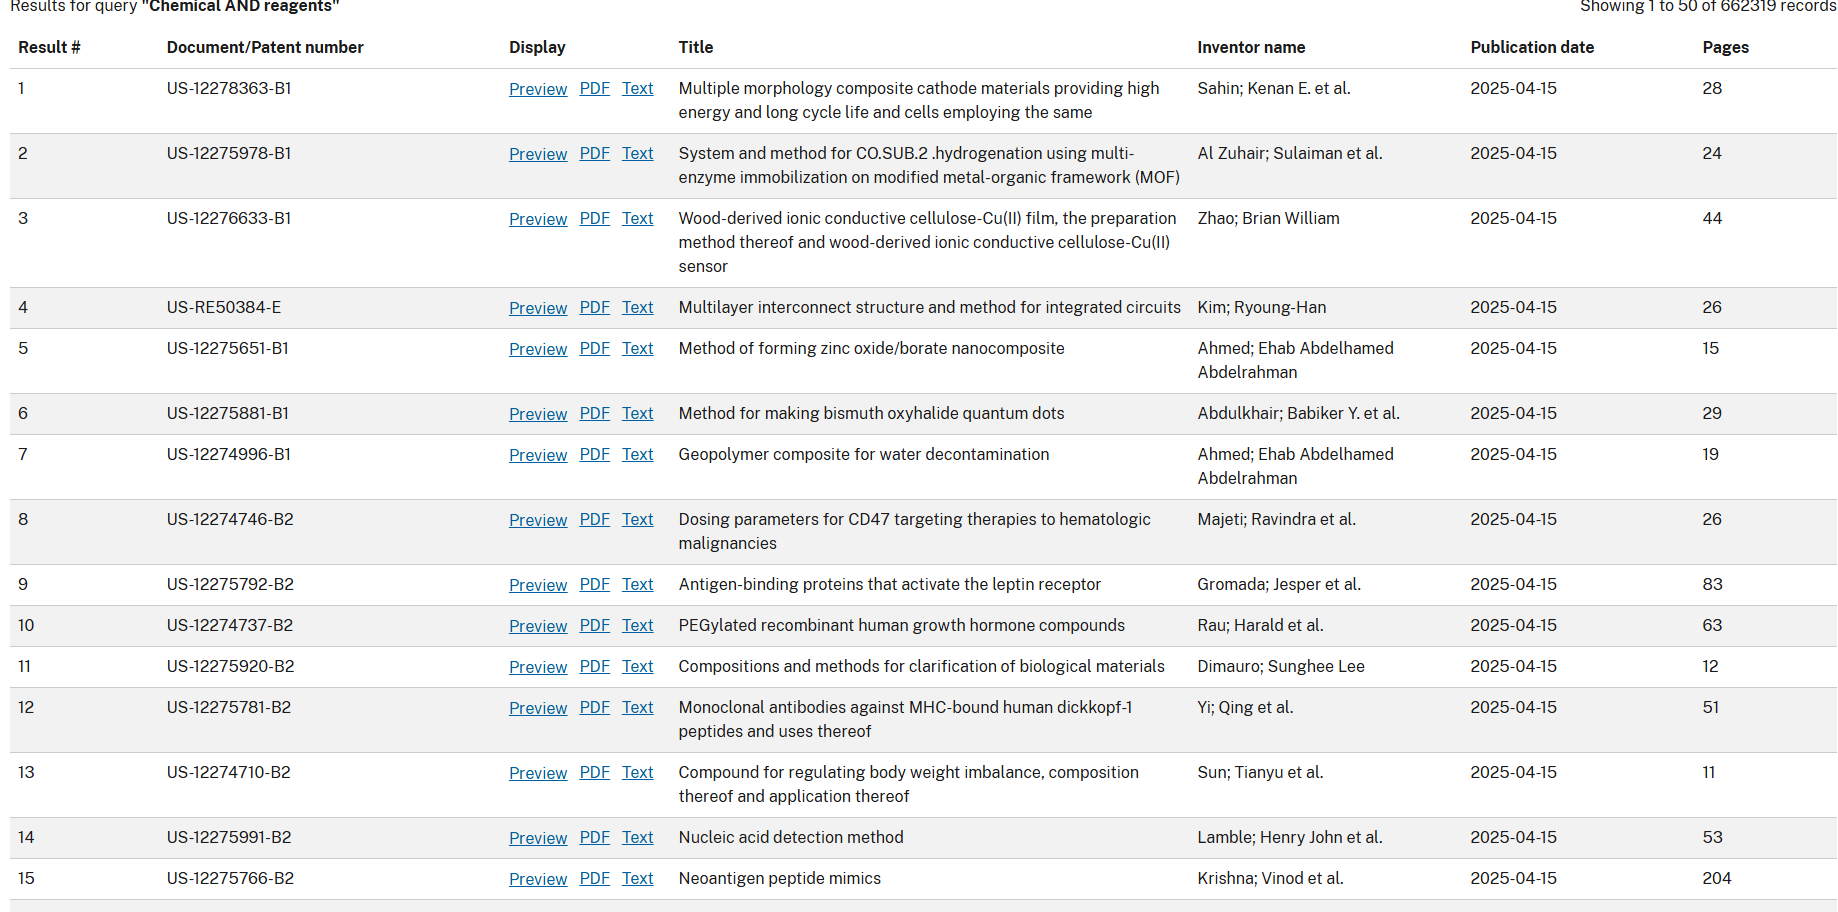 Results for query "Chemical AND reagents" Showing 1 to 50 of 662319 records
Result # Document/Patent number Display Title Inventor name Publication date Pages
1 US-12278363-B1 Preview PDF Text Multiple morphology composite cathode materials providing high Sahin; Kenan E. et al. 2025-04-15 28
energy and long cycle life and cells employing the same
2 US-12275978-B1 Preview PDF Text System and method for CO.SUB.2 .hydrogenation using multi- Al Zuhair; Sulaiman et al. 2025-04-15 24
enzyme immobilization on modified metal-organic framework (MOF)
3 US-12276633-B1 Preview PDF Text Wood-derived ionic conductive cellulose-Cu(II) film, the preparation Zhao; Brian William 2025-04-15 44
method thereof and wood-derived ionic conductive cellulose-Cu(II)
sensor
4 US-RE50384-E Preview PDF Text Multilayer interconnect structure and method for integrated circuits Kim; Ryoung-Han 2025-04-15 26
5 US-12275651-B1 Preview PDF Text Method of forming zinc oxide/borate nanocomposite Ahmed; Ehab Abdelhamed 2025-04-15 15
Abdelrahman
6 US-12275881-B1 Preview PDF Text Method for making bismuth oxyhalide quantum dots Abdulkhair; Babiker Y. et al. 2025-04-15 29
7 US-12274996-B1 Preview PDF Text Geopolymer composite for water decontamination Ahmed; Ehab Abdelhamed 2025-04-15 19
Abdelrahman
8 US-12274746-B2 Preview PDF Text Dosing parameters for CD47 targeting therapies to hematologic Majeti; Ravindra et al. 2025-04-15 26
malignancies
9 US-12275792-B2 Preview PDF Text Antigen-binding proteins that activate the leptin receptor Gromada; Jesper et al. 2025-04-15 83
10 US-12274737-B2 Preview PDF Text PEGylated recombinant human growth hormone compounds Rau; Harald et al. 2025-04-15 63
11 US-12275920-B2 Preview PDF Text Compositions and methods for clarification of biological materials Dimauro; Sunghee Lee 2025-04-15 12
12 US-12275781-B2 Preview PDF Text Monoclonal antibodies against MHC-bound human dickkopf-1 Yi; Qing et al. 2025-04-15 51
peptides and uses thereof
13 US-12274710-B2 Preview PDF Text Compound for regulating body weight imbalance, composition Sun; Tianyu et al. 2025-04-15 11
thereof and application thereof
14 US-12275991-B2 Preview PDF Text Nucleic acid detection method Lamble; Henry John et al. 2025-04-15 53
15 US-12275766-B2 Preview PDF Text Neoantigen peptide mimics Krishna; Vinod et al. 2025-04-15 204